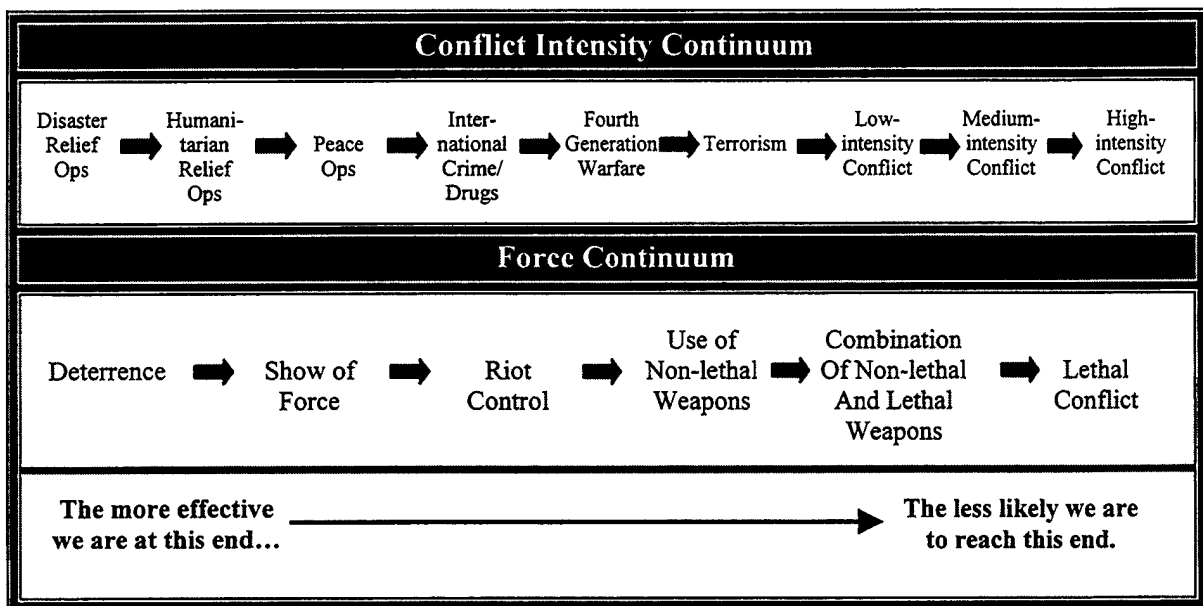 Conflict Intensity Continuum
Disaster
Relief
Ops
Humani-
tarian
Relief
Ops
Peace
Ops
Inter-
national
Crime/
Drugs
Fourth
Generation
Warfare
Terrorism
Low-
intensity
Conflict
Medium-
intensity
Conflict
High-
intensity
Conflict
Force Continuum
Deterrence
Show of
Force
Riot
Control
Use of
Non-lethal
Weapons
Combination
Of Non-lethal
And Lethal
Weapons
Lethal
Conflict
The more effective
we are at this end…
The less likely we are
to reach this end.